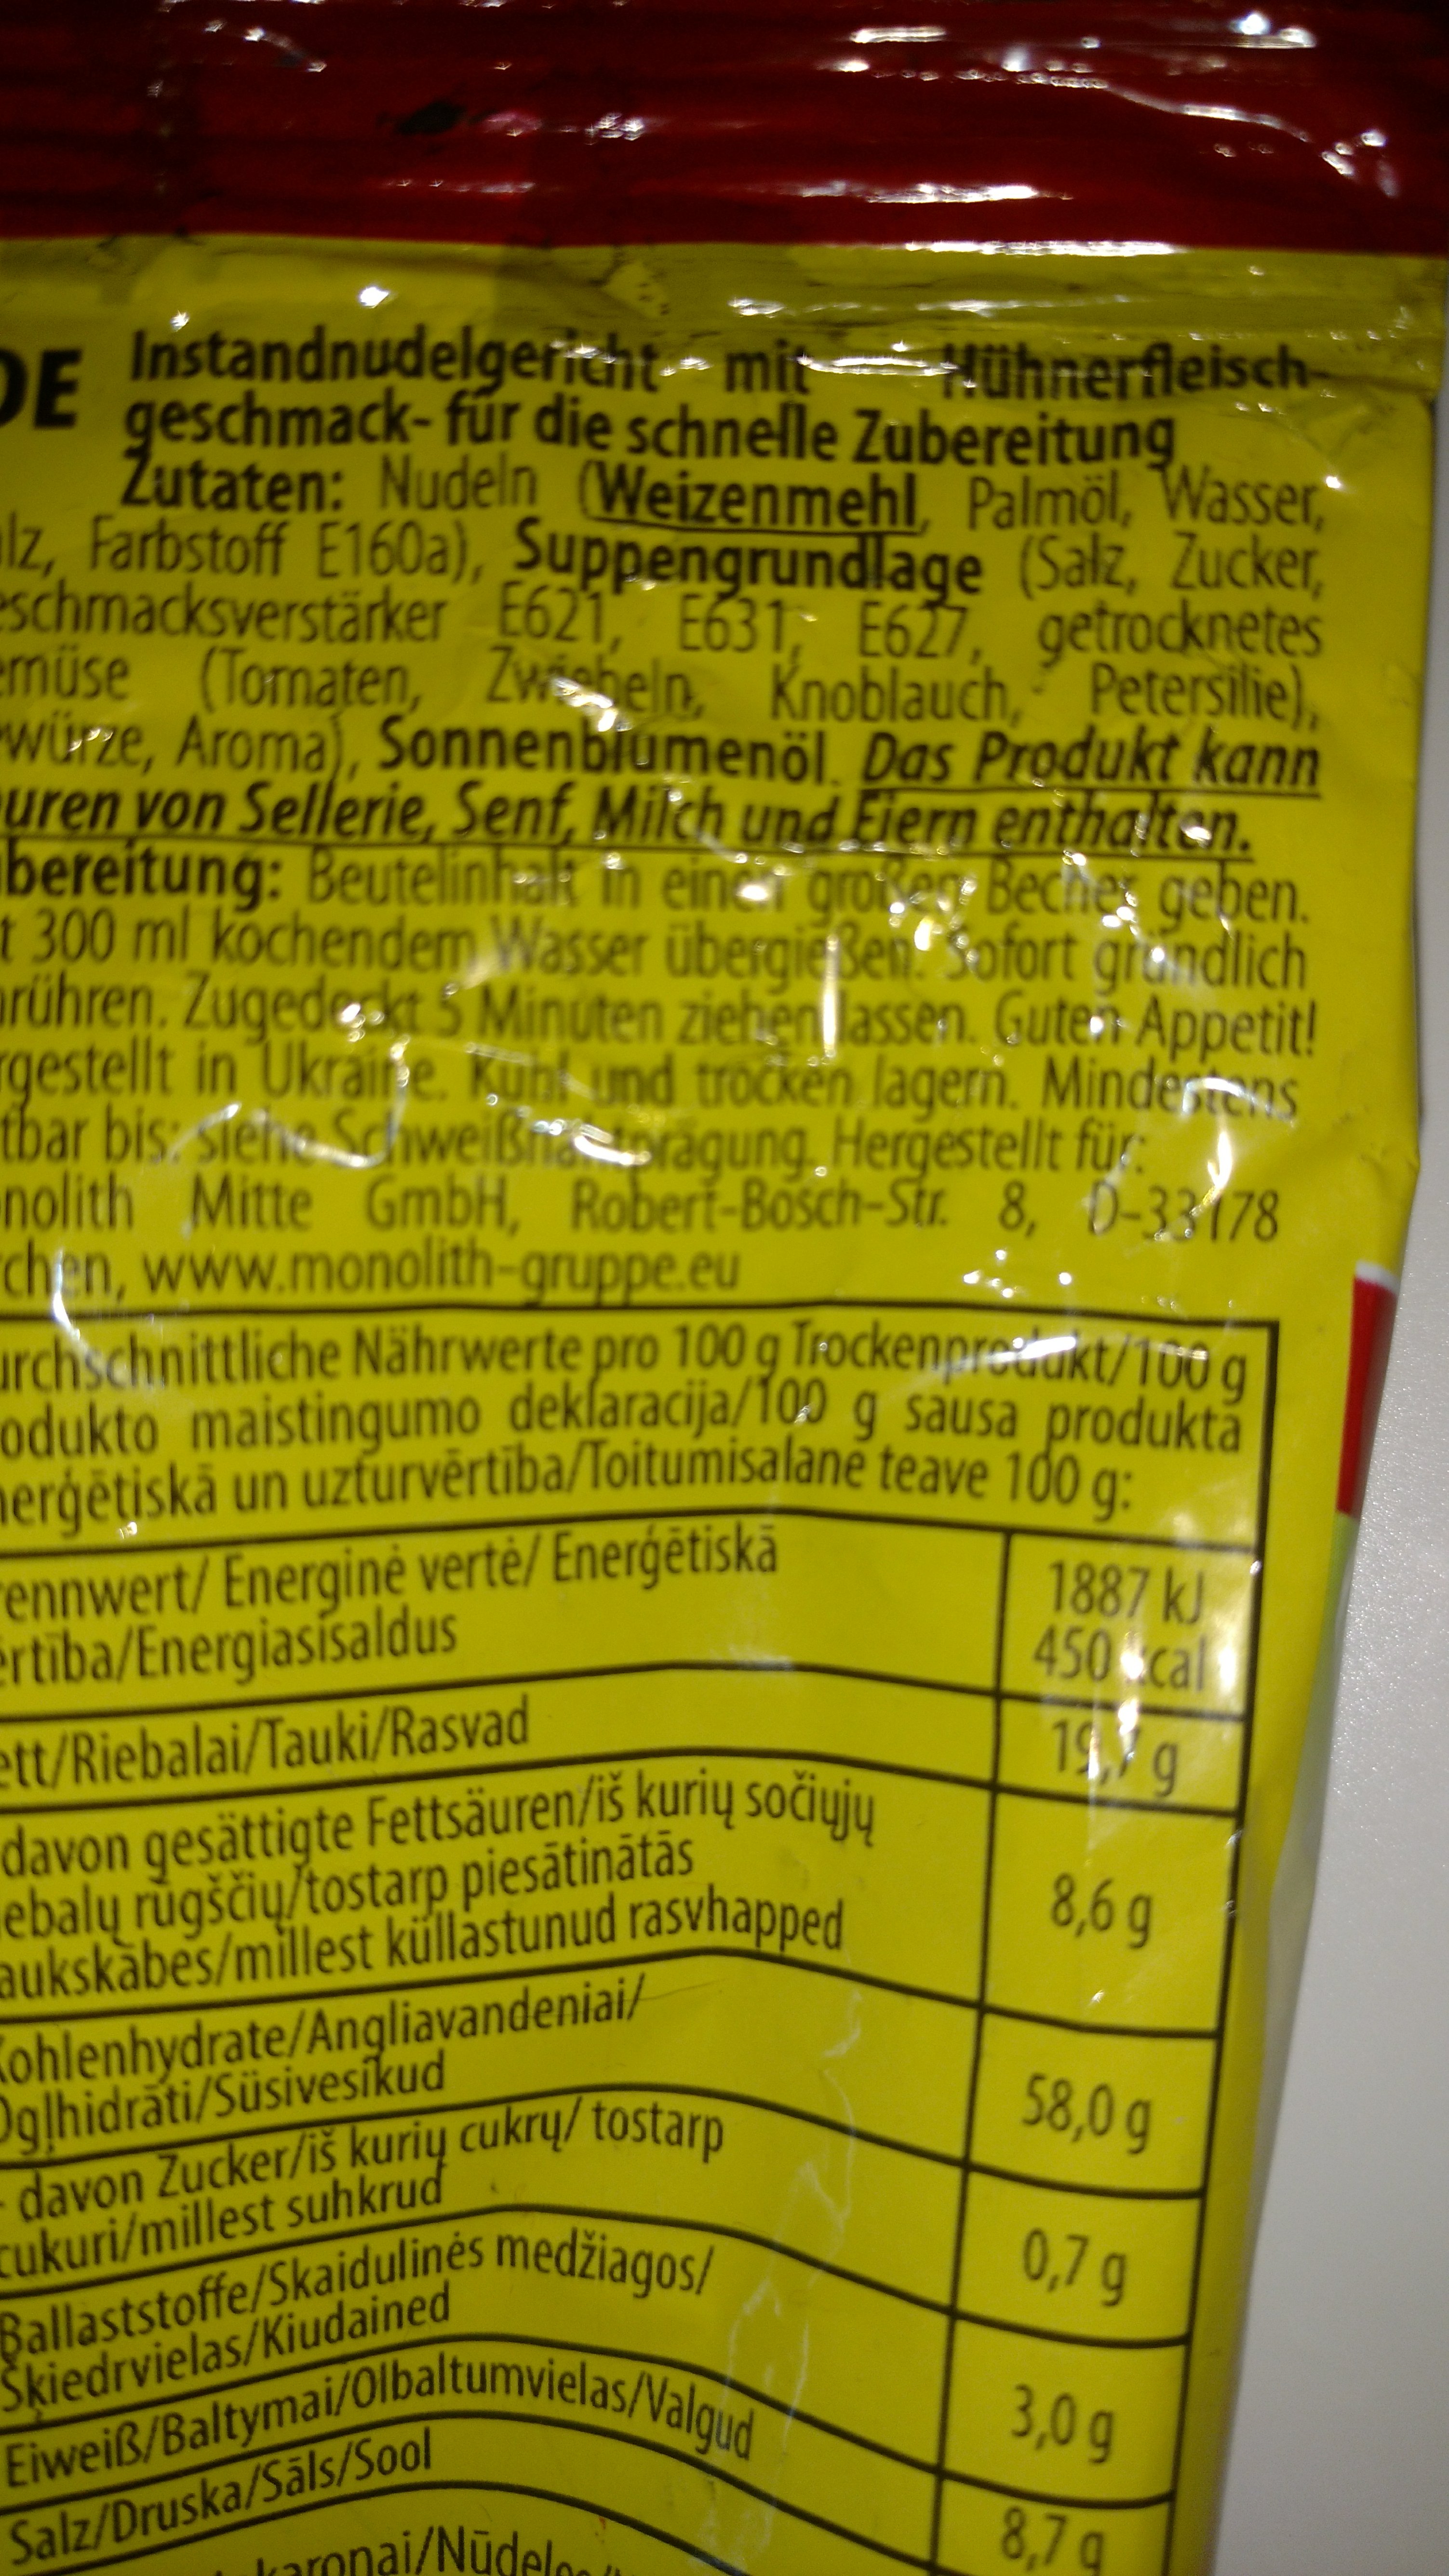 DE Instandnudelgericht - mit Hühnerfleisch-
geschmack- für die schnelle Zubereitung
Zutaten: Nudeln (Weizenmehl, Palmöl, Wasser,
lz, Farbstoff E160a), Suppengrundlage (Salz, Zucker,
eschmacksverstärker E621, E631, E627, getrocknetes
emüse (Tomaten, Zwiebeln, Knoblauch, Petersilie),
würze, Aroma), Sonnenblumenöl. Das Produkt kann
uren von Sellerie, Senf, Milch und Eiern enthalten.
bereitung: Beutelinhalt in einen großen Becher geben.
t 300 ml kochendem Wasser übergießen. Sofort gründlich
rühren. Zugedeckt 5 Minuten ziehen lassen. Guten Appetit!
rgestellt in Ukraine. Kühl und trocken lagern. Mindestens
tbar bis: siehe Schweißnahtprägung. Hergestellt für:
nolith Mitte GmbH, Robert-Bosch-Str. 8, D-33178
rchen, www.monolith-gruppe.eu
urchschnittliche Nährwerte pro 100 g Trockenprodukt/100 g
odukto maistingumo deklaracija/100 g sausa produkta
nerģētiskā un uzturvērtība/Toitumisalane teave 100 g:
rennwert/ Energinė vertė/ Enerģētiskā
ērtība/Energiasisaldus
1887 kJ
450 kcal
ett/Riebalai/Tauki/Rasvad
g
davon gesättigte Fettsäuren/iš kurių sočiųjų
iebalų rūgščių/tostarp piesātinātās
aukskābes/millest küllastunud rasvhapped
8,6 g
Kohlenhydrate/Angliavandeniai/
Ogļhidrāti/Süsivesikud
58,0 g
- davon Zucker/iš kurių cukrų/ tostarp
cukuri/millest suhkrud
0,7 g
Ballaststoffe/Skaidulinės medžiagos/
Šķiedrvielas/Kiudained
3,0 g
Eiweiß/Baltymai/Olbaltumvielas/Valgud
8,7 g
Salz/Druska/Sāls/Sool